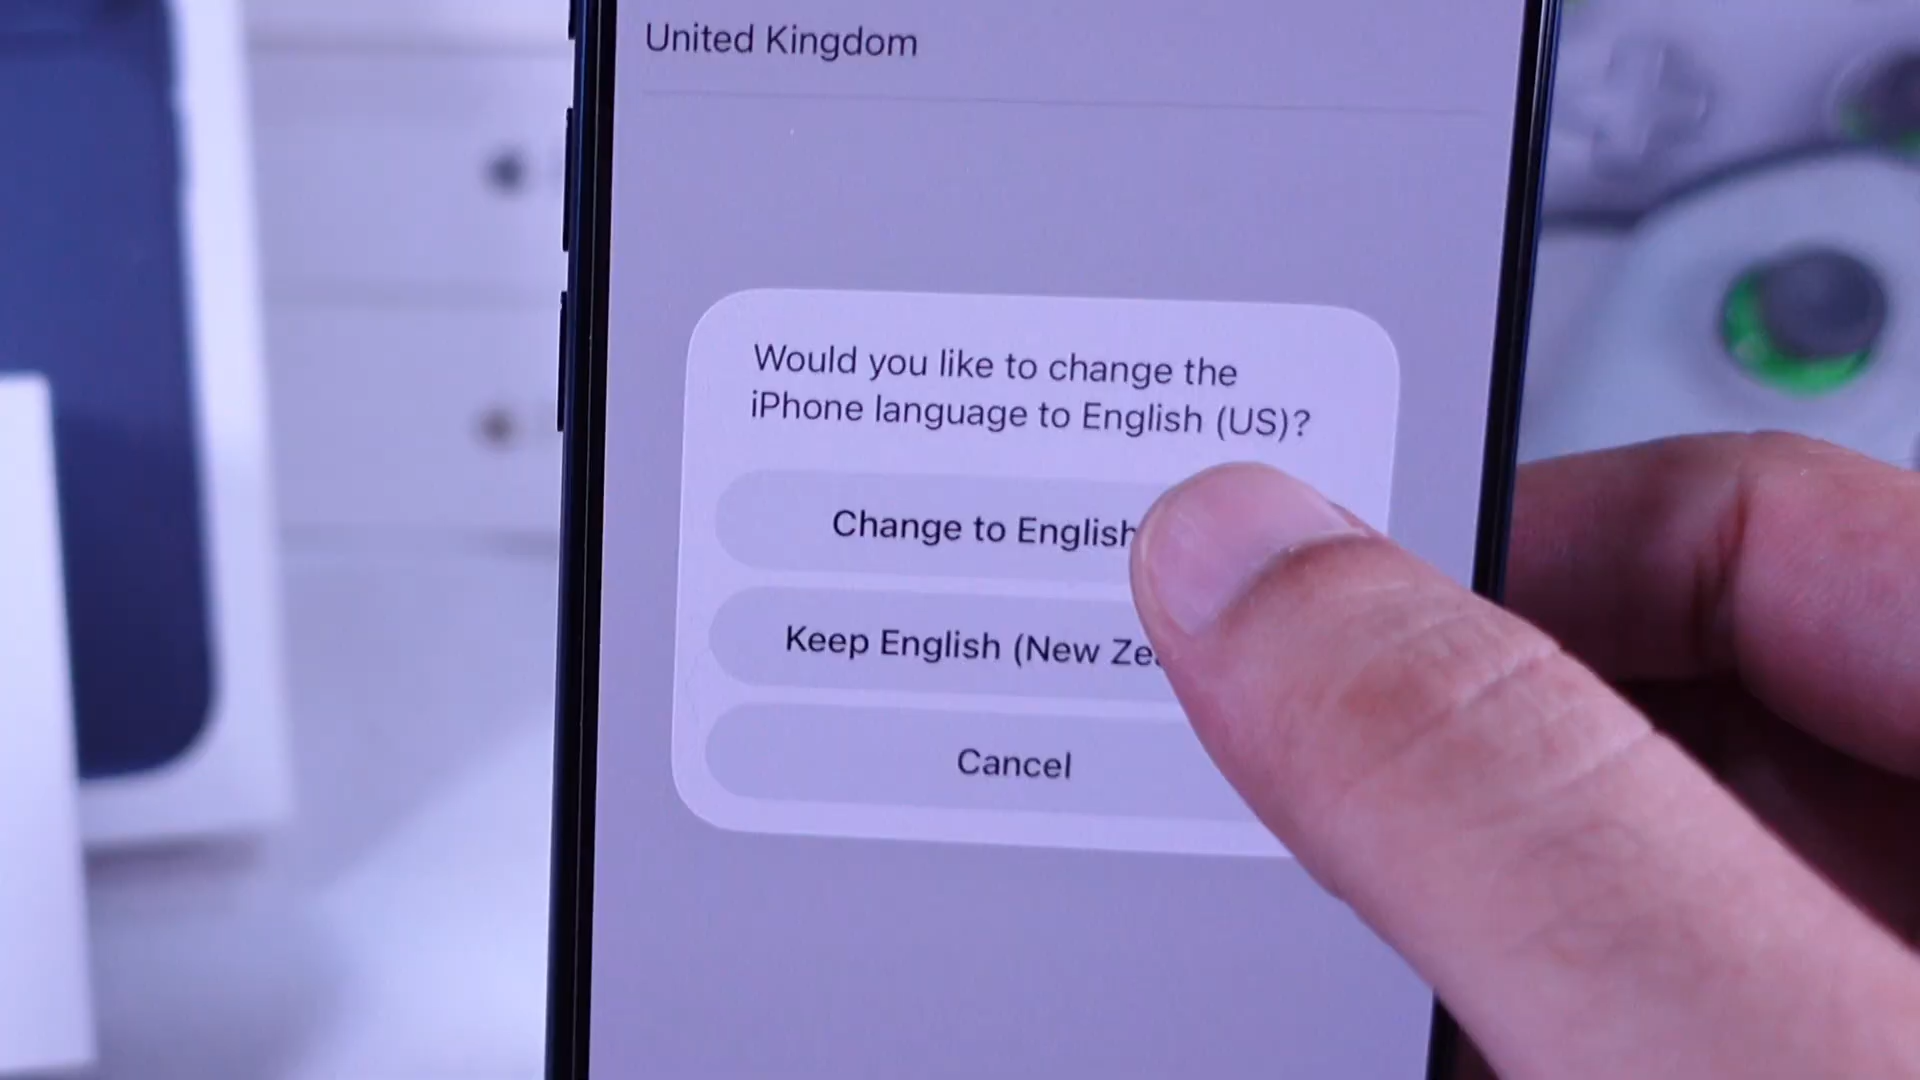 United Kingdom
Would you like to change the
iPhone language to English (US)?
Change to English
Keep English (New
Cancel